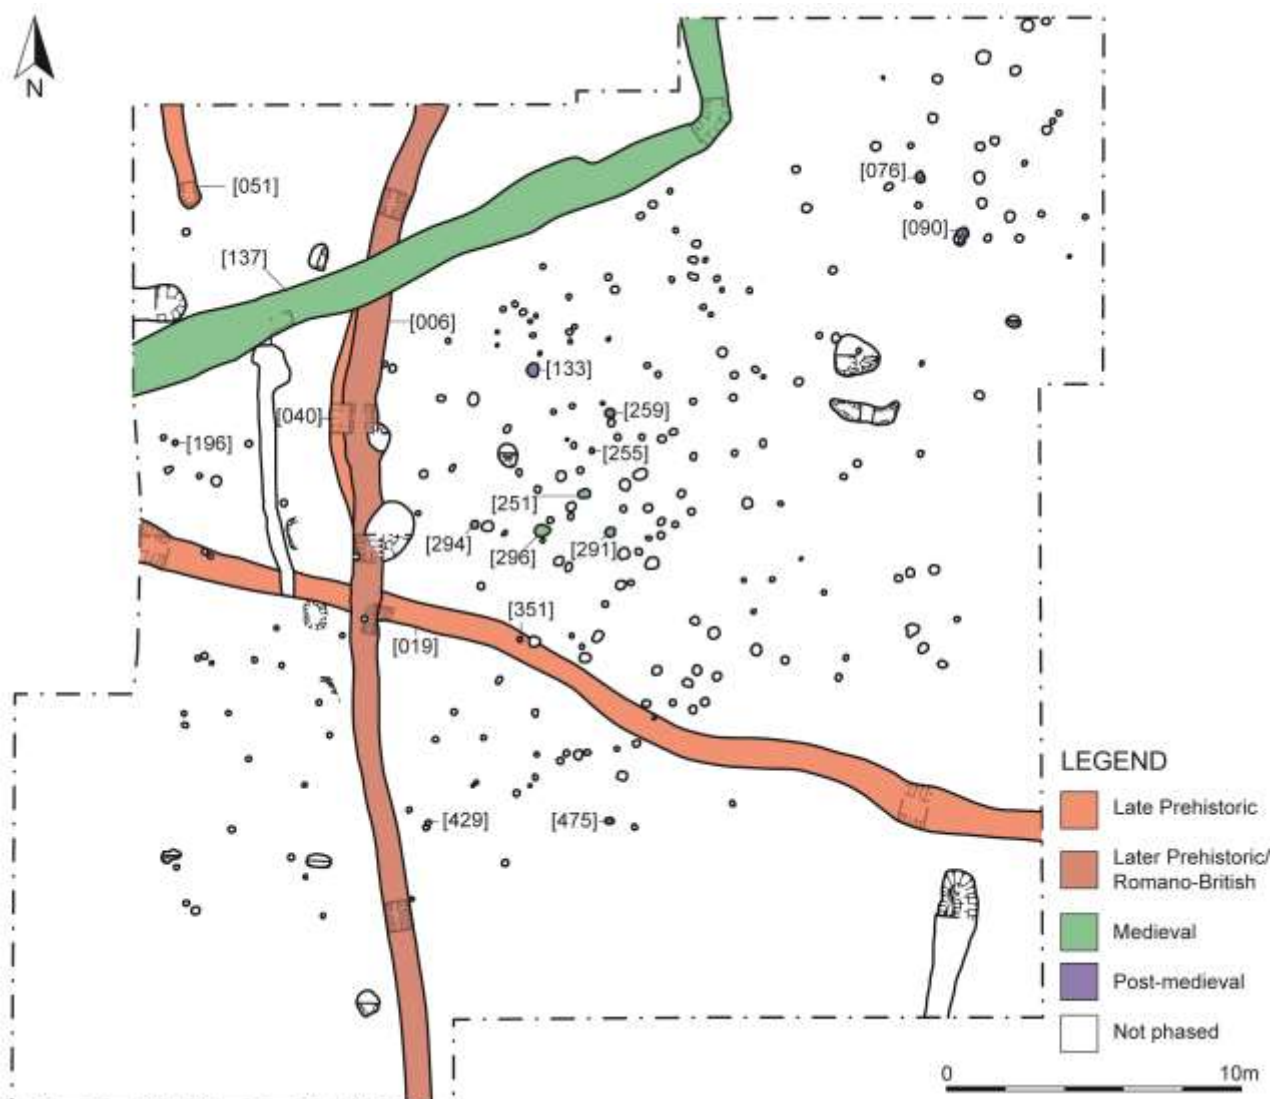 N
[051]
[076]
[090]
[137]
[006]
[133]
[040]
[259]
[196]
[255]
[251]
[294]
[296]
[291]
[351]
[019]
[429]
[475]
LEGEND
Late Prehistoric
Later Prehistoric/
Romano-British
Medieval
Post-medieval
Not phased
0
10m